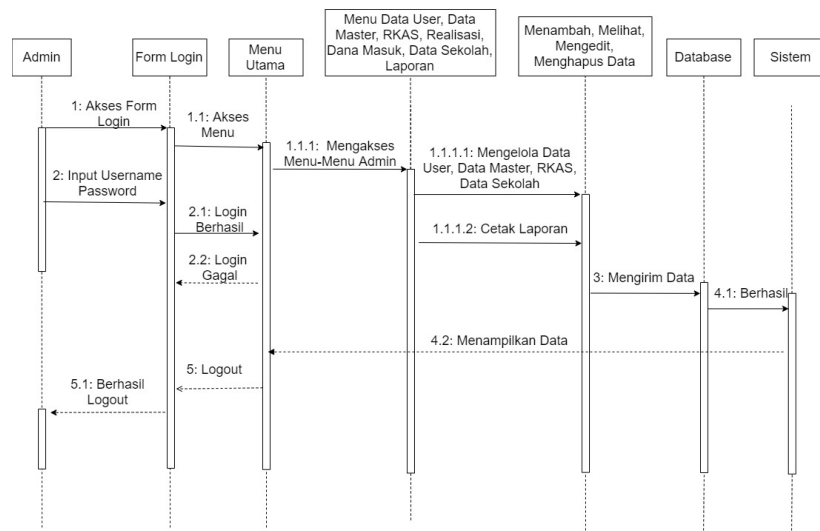 Admin
Form Login
Menu
Utama
Menu Data User, Data
Master, RKAS, Realisasi,
Dana Masuk, Data Sekolah,
Laporan
Menambah, Melihat,
Mengedit,
Menghapus Data
Database
Sistem
1: Akses Form
Login
1.1: Akses
Menu
1.1.1: Mengakses
Menu-Menu Admin
1.1.1.1: Mengelola Data
User, Data Master, RKAS,
Data Sekolah
2: Input Username
Password
2.1: Login
Berhasil
1.1.1.2: Cetak Laporan
2.2: Login
Gagal
3: Mengirim Data
4.1: Berhasil
4.2: Menampilkan Data
5: Logout
5.1: Berhasil
Logout